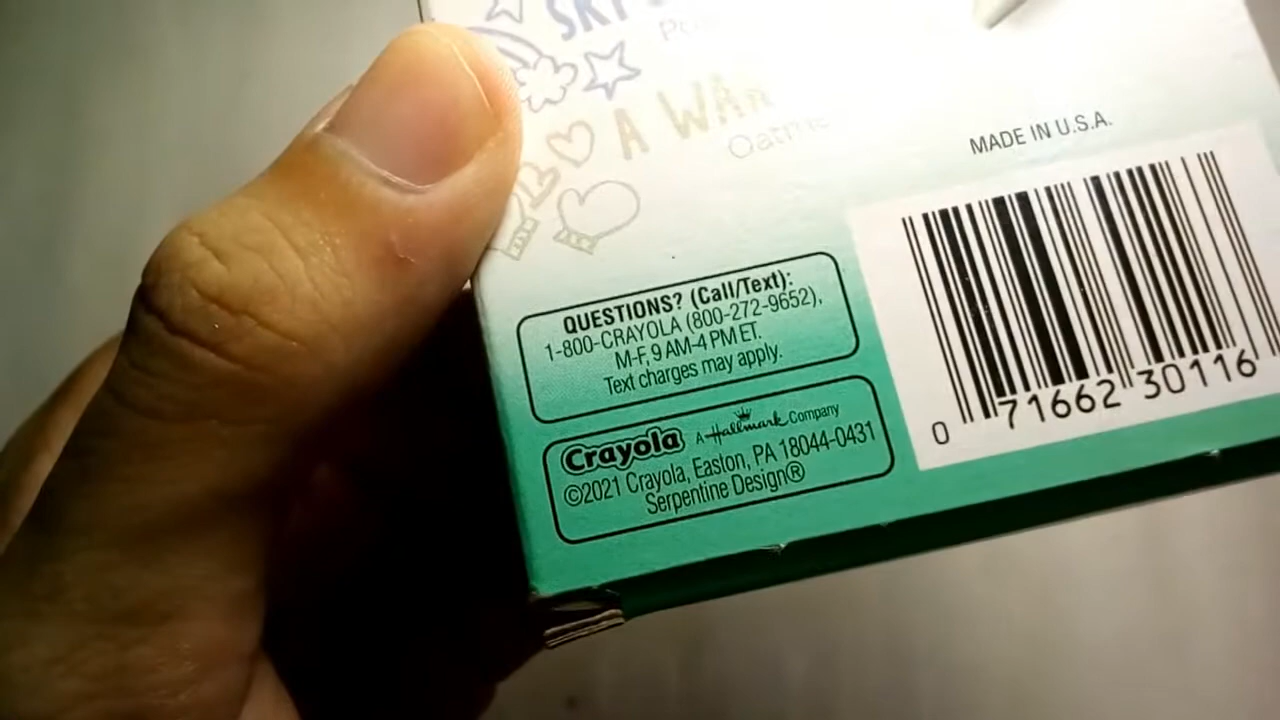 A WAR
MADE IN U.S.A.
QUESTIONS? (Call/Text):
1-800-CRAYOLA (800-272-9652),
M-F, 9 AM-4 PM ET.
Text charges may apply.
Crayola A Hallmark Company
©2021 Crayola, Easton, PA 18044-0431
Serpentine Design®
0 71662 30116